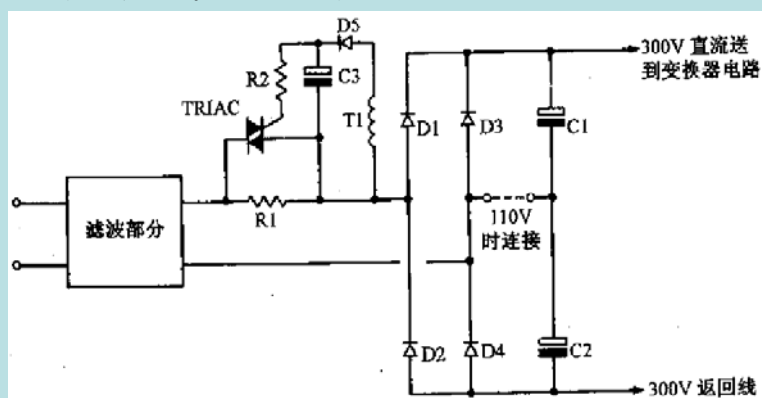 D5
R2
C3
TRIAC
T1
R1
滤波部分
D1
D3
C1
300V 直流送
到变换器电路
110V
时连接
D2
D4
C2
300V 返回线